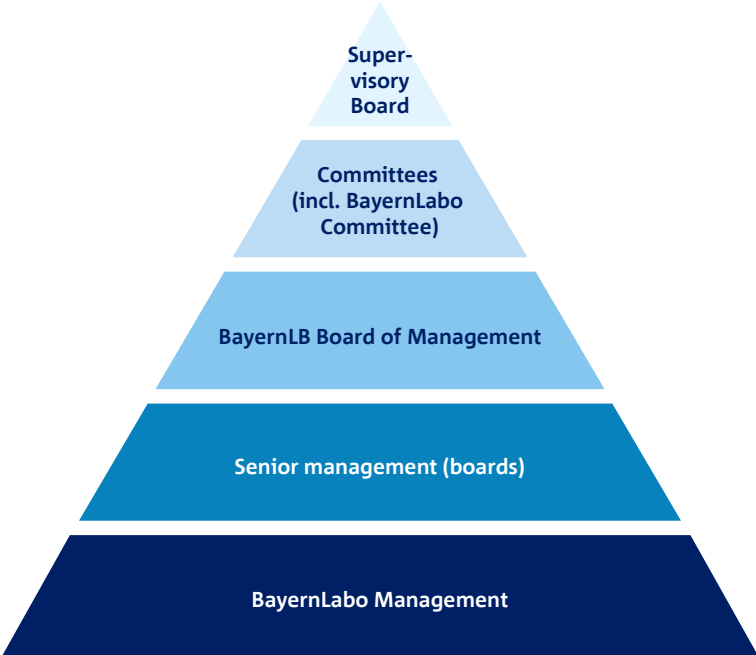 Super-
visory
Board
Committees
(incl. BayernLabo
Committee)
BayernLB Board of Management
Senior management (boards)
BayernLabo Management